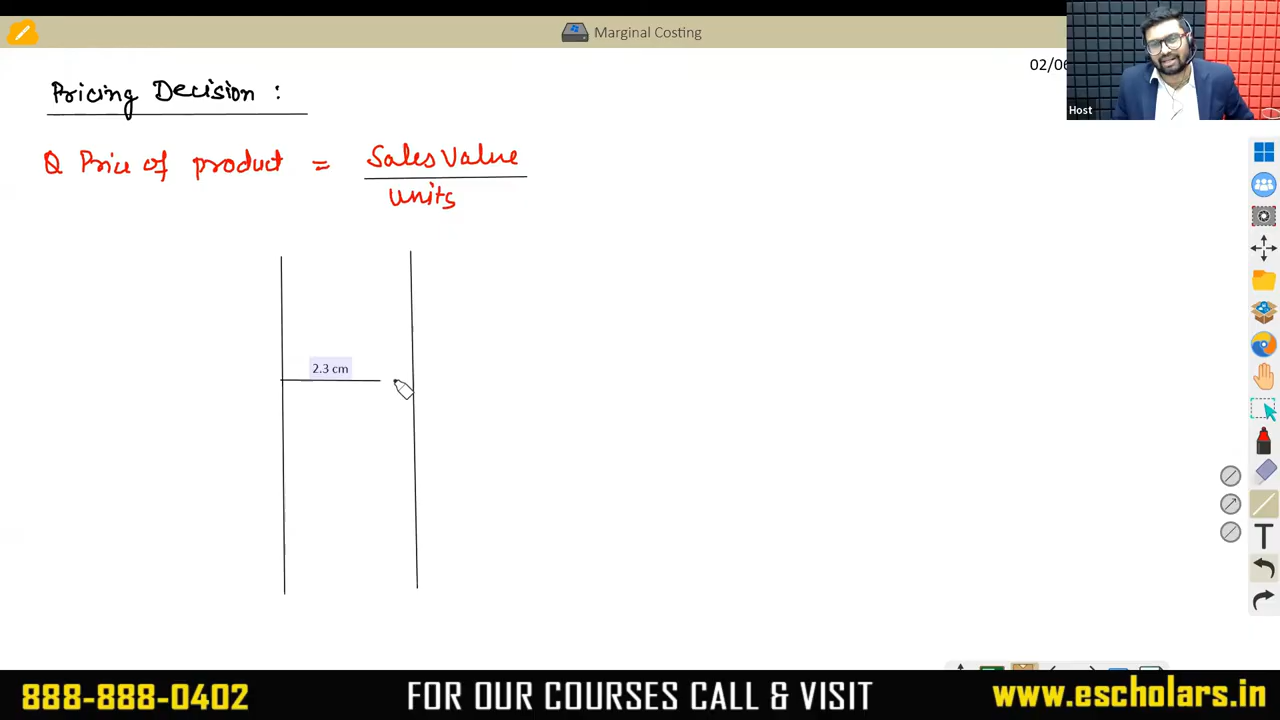 Marginal Costing
02/06
Host
Pricing Decision :
Q Price of product = Sales Value
Units
2.3 cm
T
888-888-0402 FOR OUR COURSES CALL & VISIT www.escholars.in